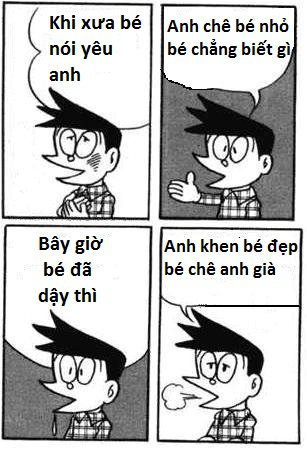 Khi xưa bé
nói yêu
anh
Anh chê bé nhỏ
bé chẳng biết gì
Bây giờ
bé đã
dậy thì
Anh khen bé đẹp
bé chê anh già